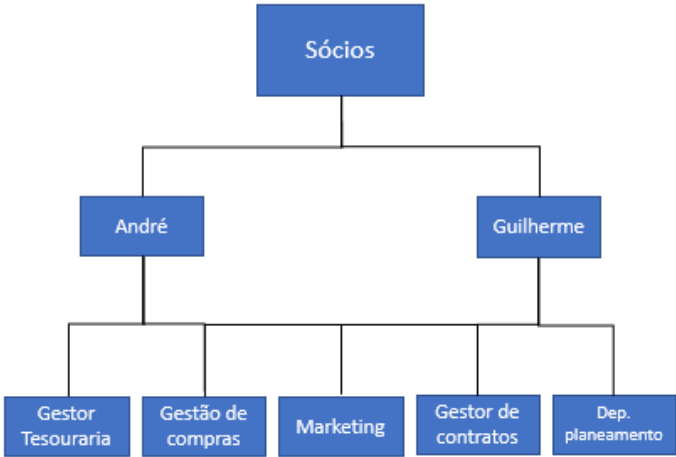 Sócios
André
Guilherme
Gestor
Tesouraria
Gestão de
compras
Marketing
Gestor de
contratos
Dep.
planeamento